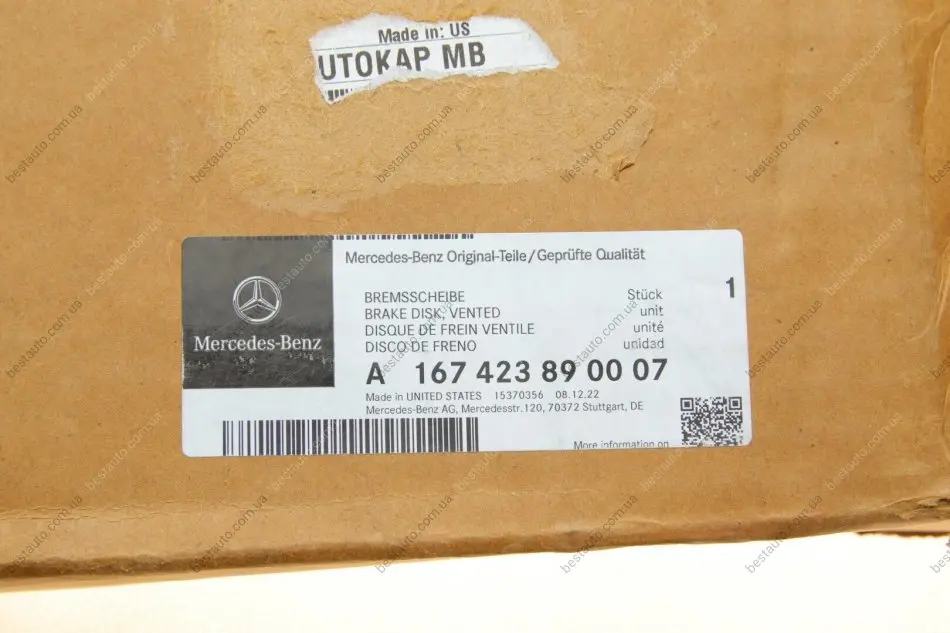 Made in: US
UTOKAP MB
Mercedes-Benz Original-Teile/Geprüfte Qualität
1
BREMSSCHEIBE Stück
BRAKE DISK, VENTED unit
DISQUE DE FREIN VENTILE unité
DISCO DE FRENO unidad
Mercedes-Benz
A 167 423 89 00 07
Made in UNITED STATES 15370356 08.12.22
Mercedes-Benz AG, Mercedesstr.120, 70372 Stuttgart, DE
More information on
bestauto.com.ua